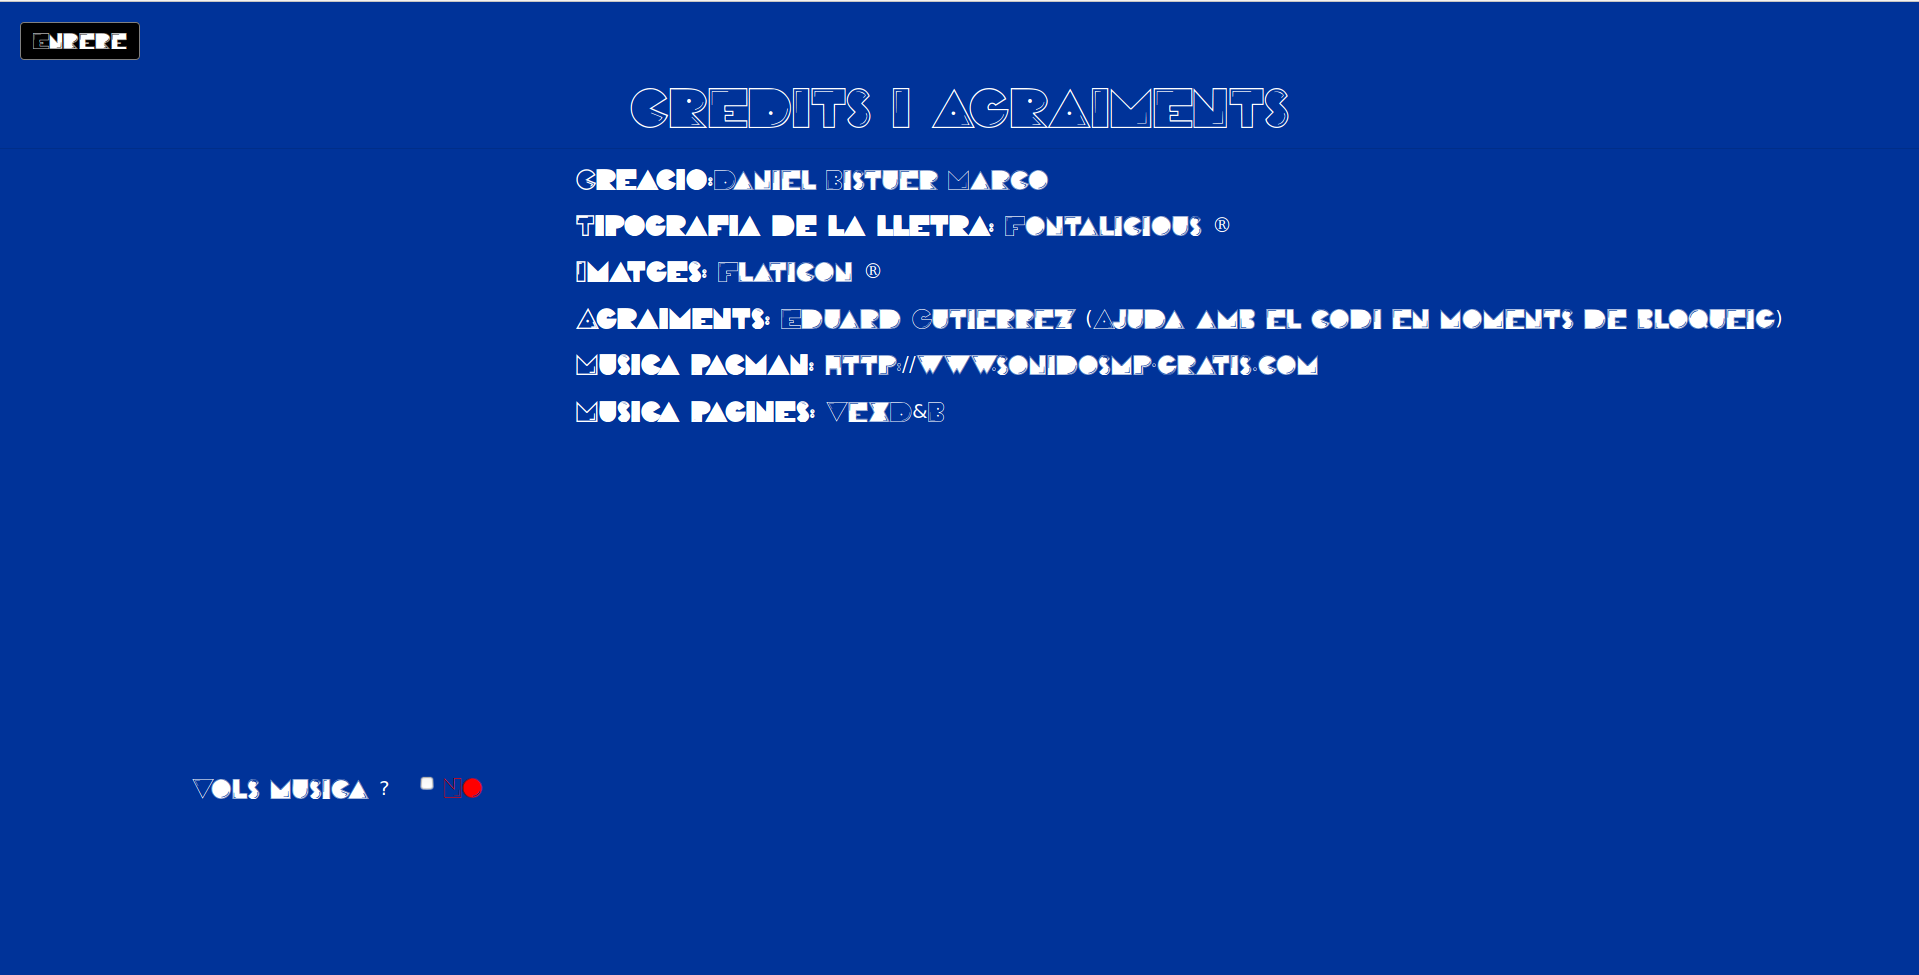 Enrere
CREDITS I AGRAIMENTS
Creacio:Daniel Bistuer Marco
Tipografia de la lletra: Fontalicious ®
Imatges: Flaticon ®
Agraiments: Eduard Gutierrez (Ajuda amb el codi en moments de bloqueig)
Musica pacman: http://www.sonidosmp.gratis.com
Musica pagines: VexD&B
Vols musica ? NO